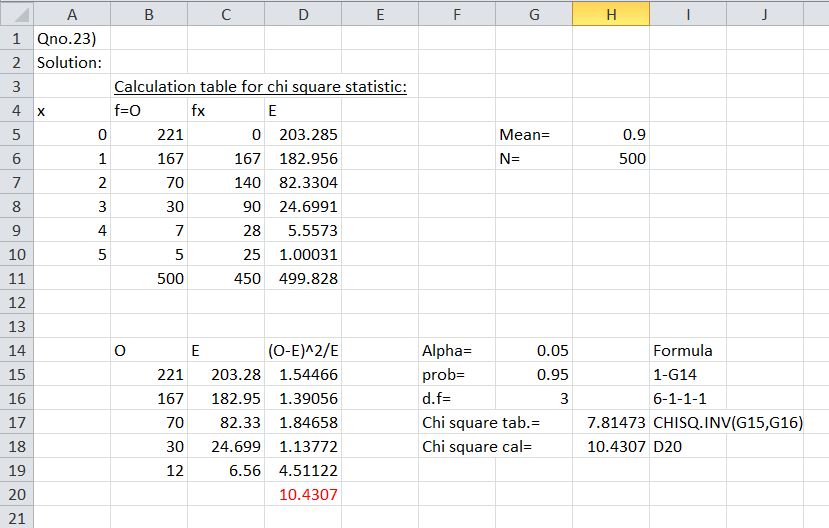 A B C D E F G H I J
1 Qno.23)
2 Solution:
3 Calculation table for chi square statistic:
4 x f=O fx E
5 0 221 0 203.285 Mean= 0.9
6 1 167 167 182.956 N= 500
7 2 70 140 82.3304
8 3 30 90 24.6991
9 4 7 28 5.5573
10 5 5 25 1.00031
11 500 450 499.828
12
13
14 O E (O-E)^2/E Alpha= 0.05 Formula
15 221 203.28 1.54466 prob= 0.95 1-G14
16 167 182.95 1.39056 d.f= 3 6-1-1-1
17 70 82.33 1.84658 Chi square tab.= 7.81473 CHISQ.INV(G15,G16)
18 30 24.699 1.13772 Chi square cal= 10.4307 D20
19 12 6.56 4.51122
20 10.4307
21